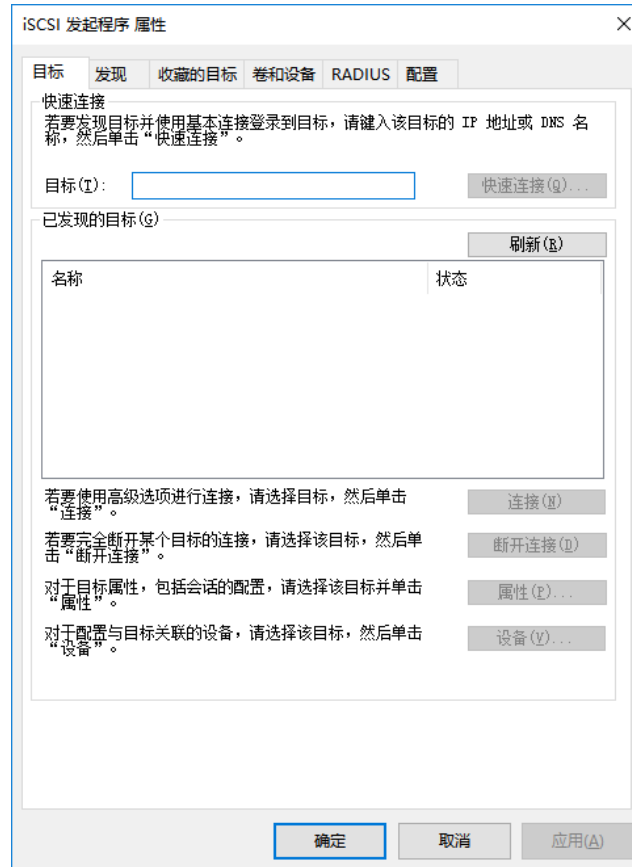 iSCSI 发起程序 属性
目标 发现 收藏的目标 卷和设备 RADIUS 配置
快速连接
若要发现目标并使用基本连接登录到目标，请键入该目标的 IP 地址或 DNS 名
称，然后单击“快速连接”。
目标(T): 快速连接(Q)...
已发现的目标(G)
刷新(R)
名称 状态
若要使用高级选项进行连接，请选择目标，然后单击
“连接”。
连接(N)
若要完全断开某个目标的连接，请选择该目标，然后单
击“断开连接”。
断开连接(D)
对于目标属性，包括会话的配置，请选择该目标并单击
“属性”。
属性(P)...
对于配置与目标关联的设备，请选择该目标，然后单击
“设备”。
设备(V)...
确定 取消 应用(A)